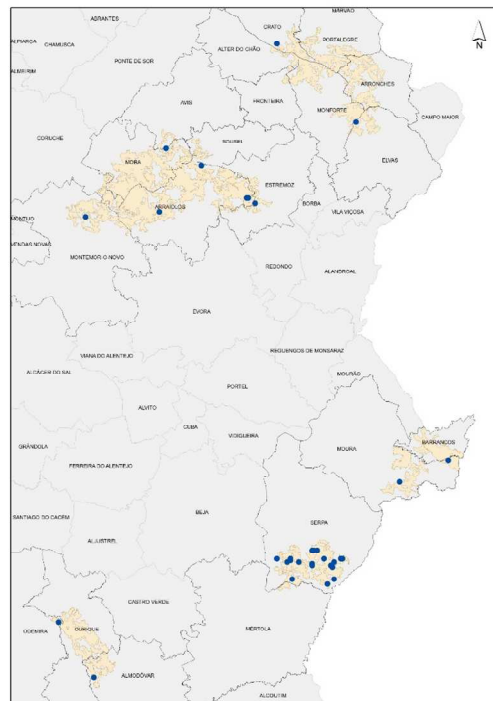 MARVÃO
ABRANTES
CRATO
ALPIARÇA
CHAMUSCA
ALTER DO CHÃO
PORTALEGRE
N
PONTE DE SOR
ALMEIRIM
ARRONCHES
AVIS
FRONTEIRA
MONFORTE
CAMPO MAIOR
CORUCHE
SOUSEL
MORA
ELVAS
ESTREMOZ
ARRAIOLOS
BORBA
VILA VIÇOSA
MONTIJO
VENDAS NOVAS
MONTEMOR-O-NOVO
REDONDO
ALANDROAL
ÉVORA
REGUENGOS DE MONSARAZ
VIANA DO ALENTEJO
ALCÁCER DO SAL
MOURÃO
PORTEL
ALVITO
CUBA
VIDIGUEIRA
BARRANCOS
GRÂNDOLA
MOURA
FERREIRA DO ALENTEJO
BEJA
SANTIAGO DO CACÉM
SERPA
ALJUSTREL
CASTRO VERDE
ODEMIRA
OURIQUE
MÉRTOLA
ALMODÔVAR
ALCOUTIM